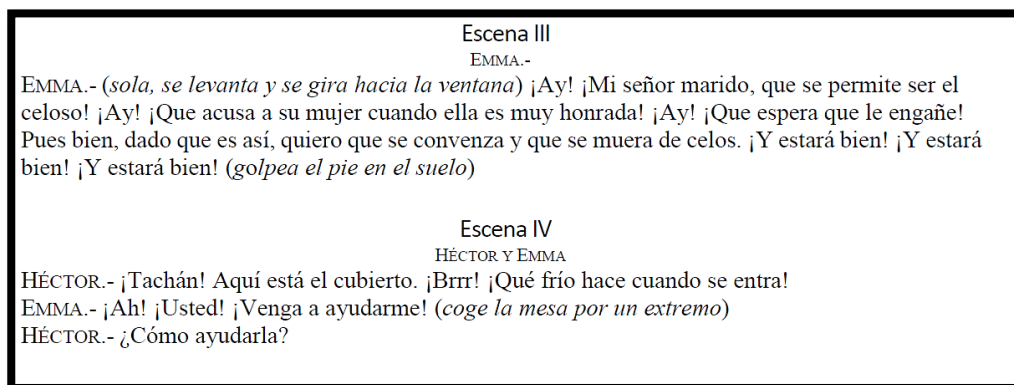 Escena III
EMMA.-
EMMA.- (sola, se levanta y se gira hacia la ventana) ¡Ay! ¡Mi señor marido, que se permite ser el
celoso! ¡Ay! ¡Que acusa a su mujer cuando ella es muy honrada! ¡Ay! ¡Que espera que le engañe!
Pues bien, dado que es así, quiero que se convenza y que se muera de celos. ¡Y estará bien! ¡Y estará
bien! ¡Y estará bien! (golpea el pie en el suelo)
Escena IV
HÉCTOR Y EMMA
HÉCTOR.- ¡Tachán! Aquí está el cubierto. ¡Brrr! ¡Qué frío hace cuando se entra!
EMMA.- ¡Ah! ¡Usted! ¡Venga a ayudarme! (coge la mesa por un extremo)
HÉCTOR.- ¿Cómo ayudarla?